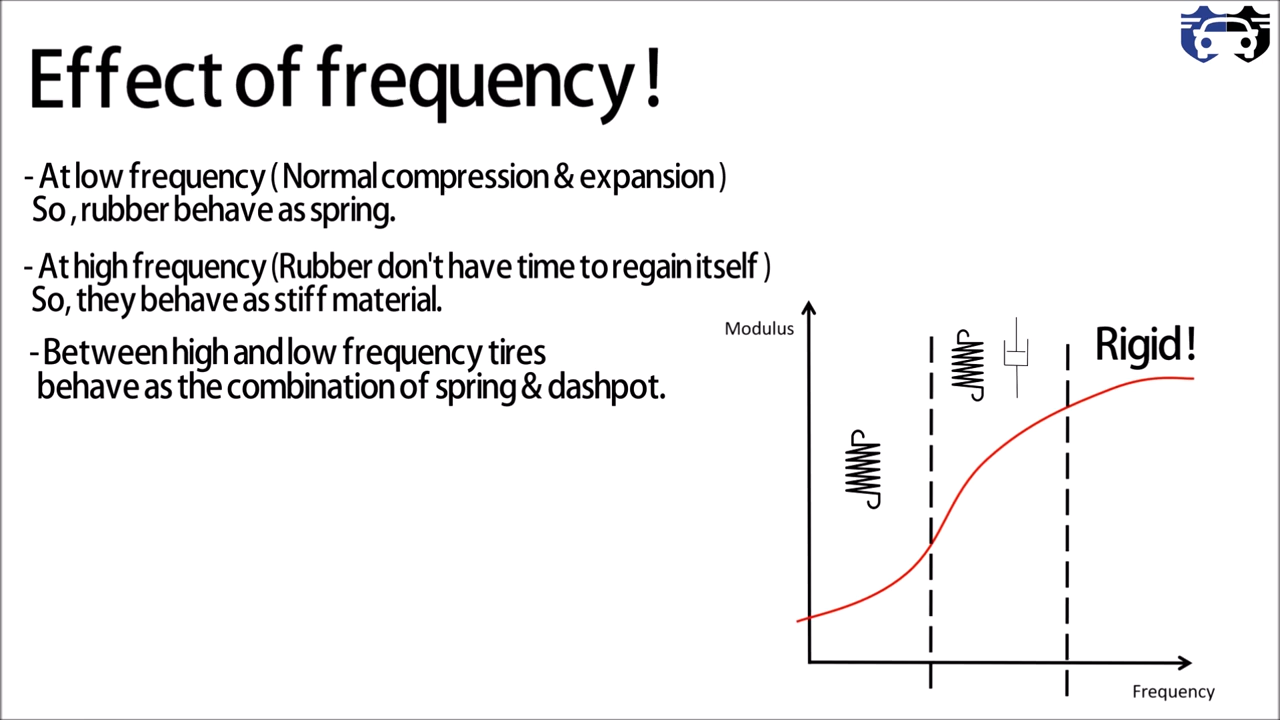 Effect of frequency !
- At low frequency ( Normal compression & expansion )
So , rubber behave as spring.
- At high frequency (Rubber don't have time to regain itself )
So, they behave as stiff material.
- Between high and low frequency tires
behave as the combination of spring & dashpot.
Modulus
Rigid !
Frequency